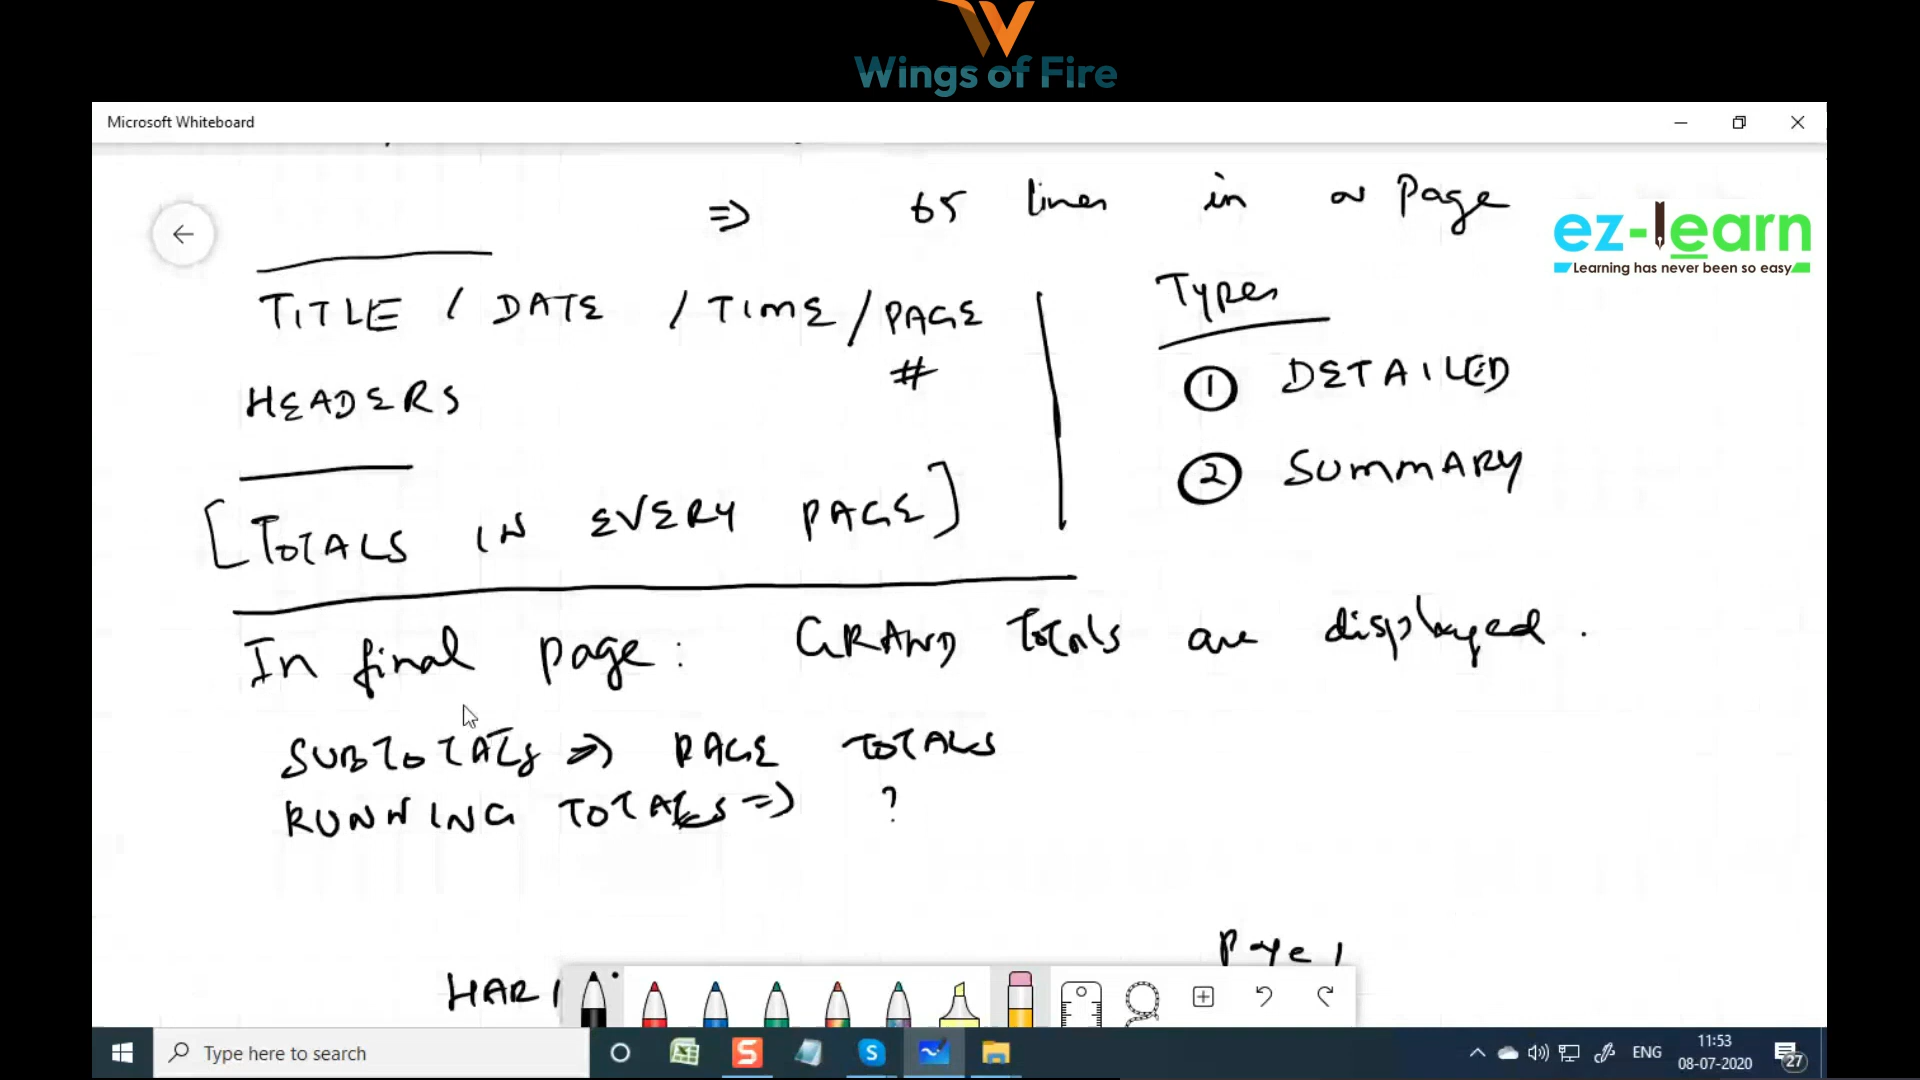 Wings of Fire
Microsoft Whiteboard
⇒ 65 lines in a Page
ez-learn
Learning has never been so easy
TITLE / DATE / TIME / PAGE
#
HEADERS
[TOTALS IN EVERY PAGE]
Types
① DETAILED
② SUMMARY
In final page: GRAND Totals are displayed.
SUBTOTALS ⇒ PAGE TOTALS
RUNNING TOTALS ⇒ ?
Page 1
HARI
Type here to search
ENG
11:53
08-07-2020
27